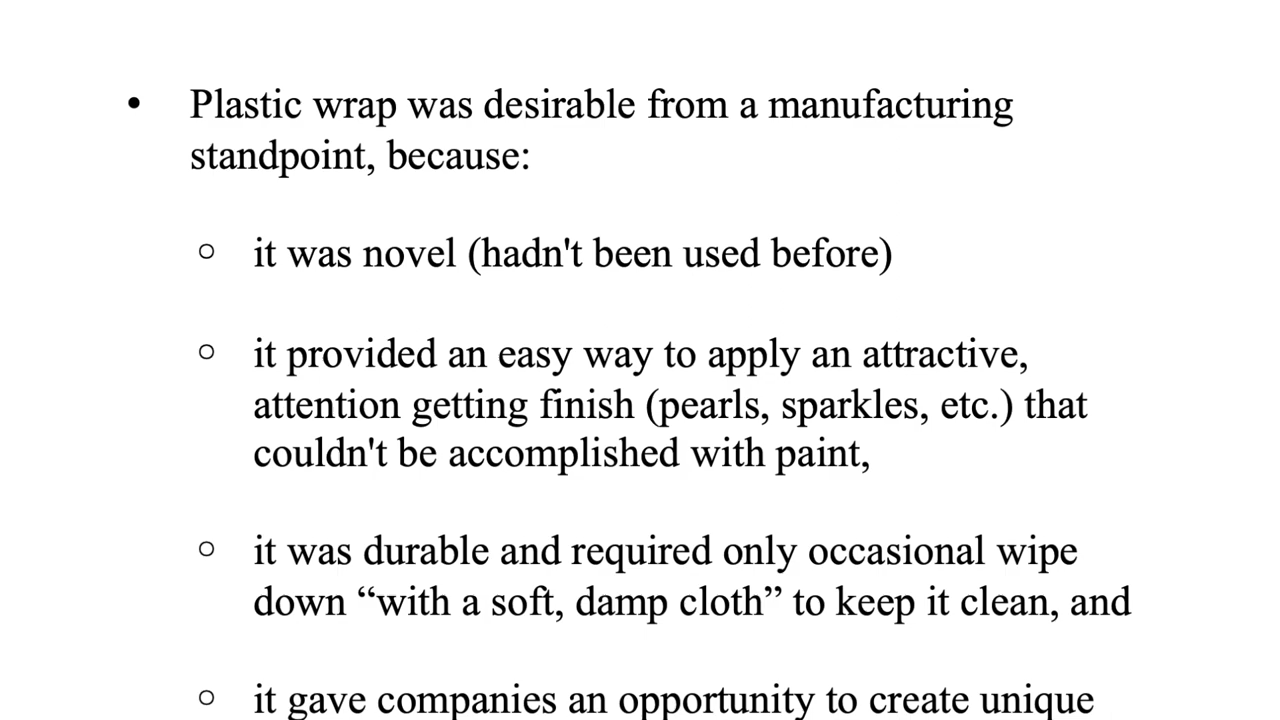 • Plastic wrap was desirable from a manufacturing
standpoint, because:
○ it was novel (hadn't been used before)
○ it provided an easy way to apply an attractive,
attention getting finish (pearls, sparkles, etc.) that
couldn't be accomplished with paint,
○ it was durable and required only occasional wipe
down “with a soft, damp cloth” to keep it clean, and
○ it gave companies an opportunity to create unique